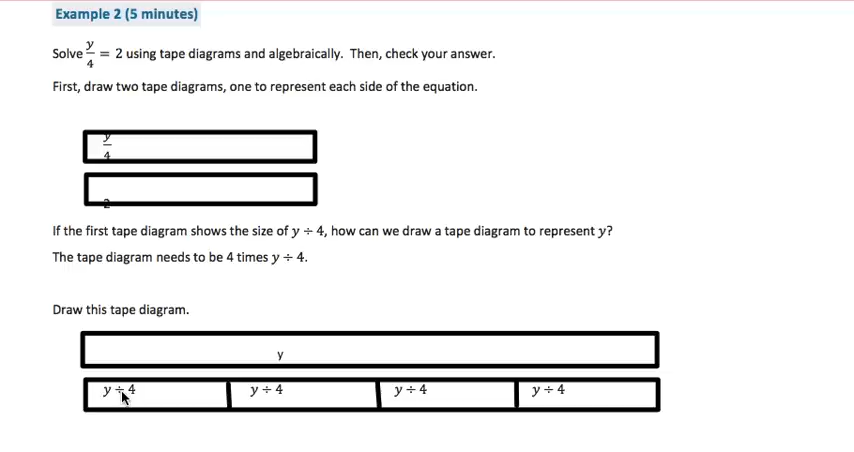 Example 2 (5 minutes)
Solve y/4 = 2 using tape diagrams and algebraically. Then, check your answer.
First, draw two tape diagrams, one to represent each side of the equation.
y/4
2
If the first tape diagram shows the size of y ÷ 4, how can we draw a tape diagram to represent y?
The tape diagram needs to be 4 times y ÷ 4.
Draw this tape diagram.
y
y ÷ 4 y ÷ 4 y ÷ 4 y ÷ 4